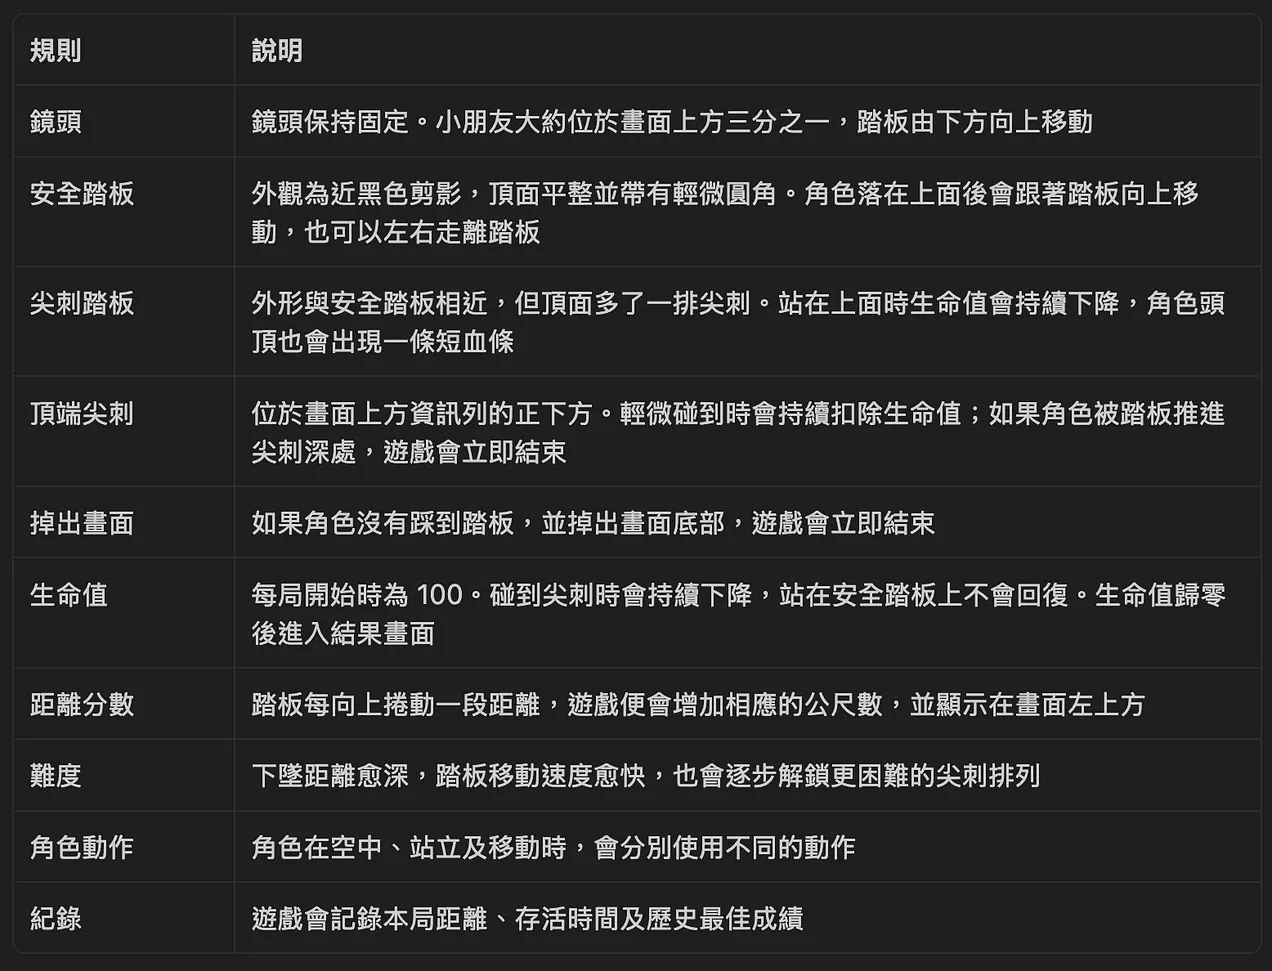 規則
說明
鏡頭
鏡頭保持固定。小朋友大約位於畫面上方三分之一，踏板由下方向上移動
安全踏板
外觀為近黑色剪影，頂面平整並帶有輕微圓角。角色落在上面後會跟著踏板向上移
動，也可以左右走離踏板
尖刺踏板
外形與安全踏板相近，但頂面多了一排尖刺。站在上面時生命值會持續下降，角色頭
頂也會出現一條短血條
頂端尖刺
位於畫面上方資訊列的正下方。輕微碰到時會持續扣除生命值；如果角色被踏板推進
尖刺深處，遊戲會立即結束
掉出畫面
如果角色沒有踩到踏板，並掉出畫面底部，遊戲會立即結束
生命值
每局開始時為 100。碰到尖刺時會持續下降，站在安全踏板上不會回復。生命值歸零
後進入結果畫面
距離分數
踏板每向上捲動一段距離，遊戲便會增加相應的公尺數，並顯示在畫面左上方
難度
下墜距離愈深，踏板移動速度愈快，也會逐步解鎖更困難的尖刺排列
角色動作
角色在空中、站立及移動時，會分別使用不同的動作
紀錄
遊戲會記錄本局距離、存活時間及歷史最佳成績